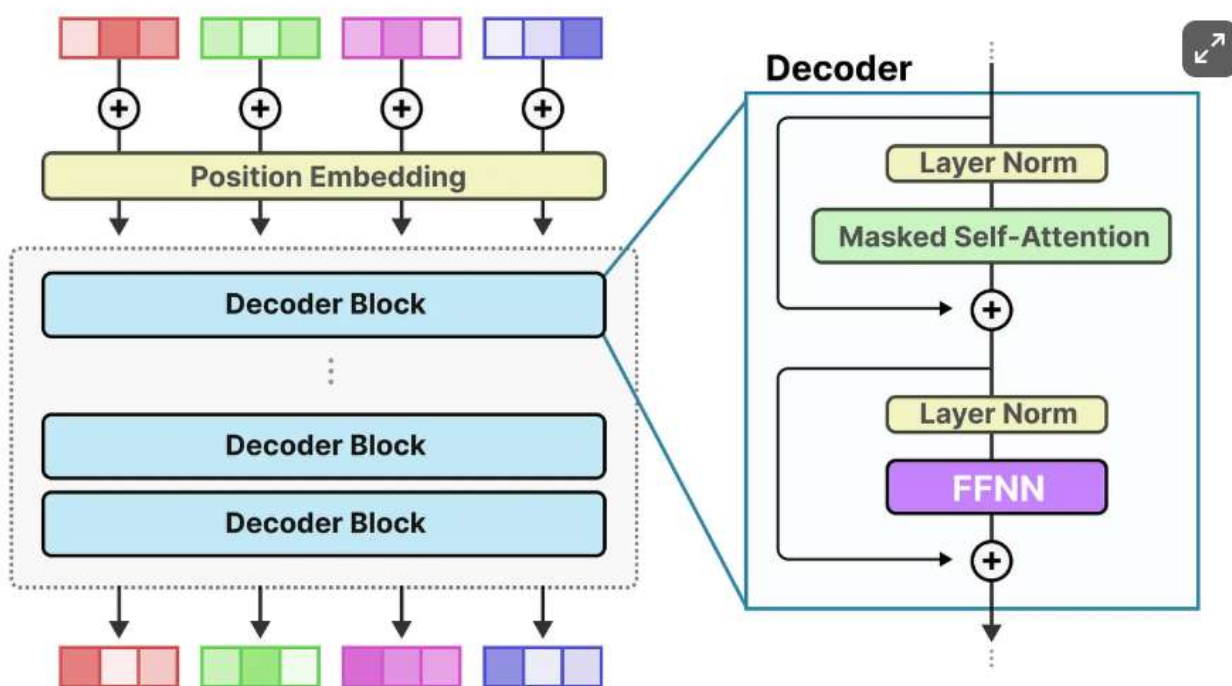 Position Embedding
Decoder Block
Decoder Block
Decoder Block
Decoder
Layer Norm
Masked Self-Attention
Layer Norm
FFNN